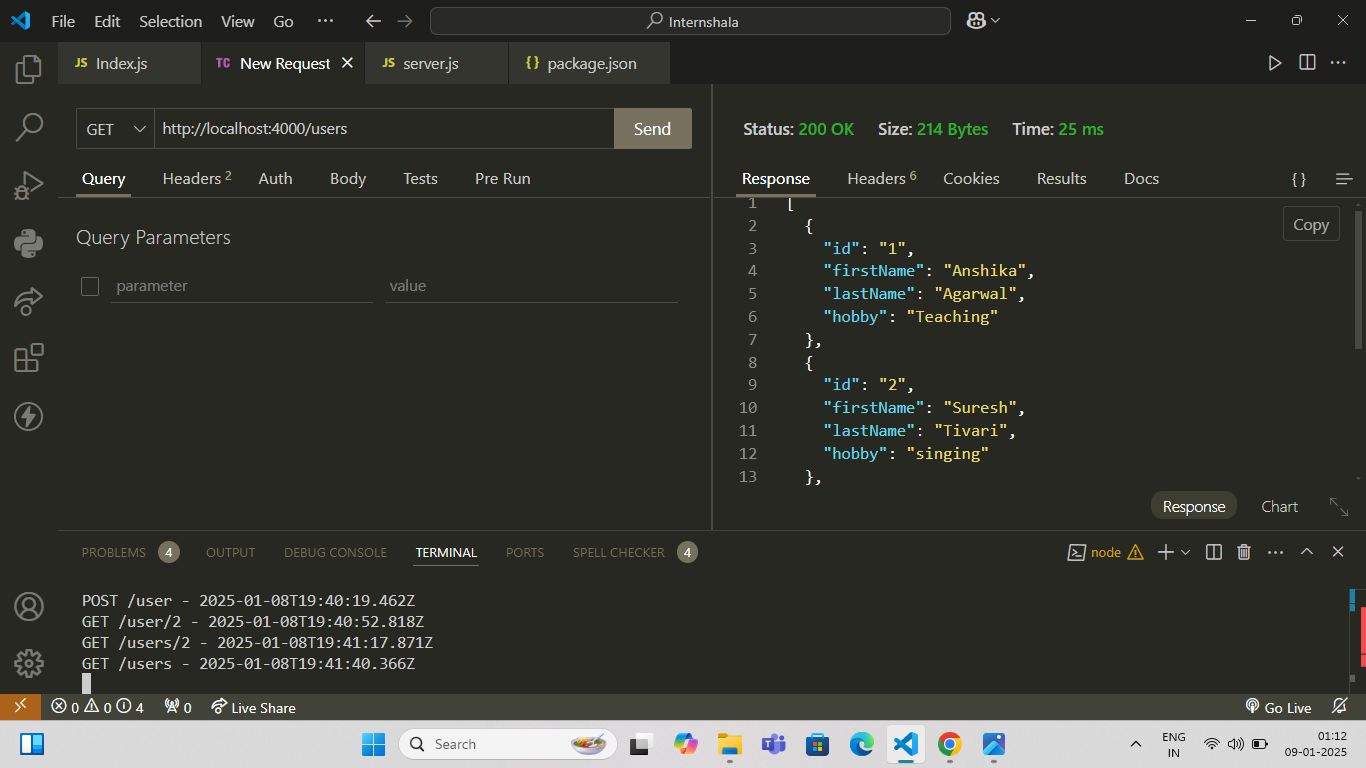 File Edit Selection View Go ··· Internshala
JS Index.js TC New Request JS server.js {} package.json
GET http://localhost:4000/users Send
Status: 200 OK Size: 214 Bytes Time: 25 ms
Query Headers 2 Auth Body Tests Pre Run
Response Headers 6 Cookies Results Docs {}
Query Parameters
parameter value
Copy
1 [
2 {
3 "id": "1",
4 "firstName": "Anshika",
5 "lastName": "Agarwal",
6 "hobby": "Teaching"
7 },
8 {
9 "id": "2",
10 "firstName": "Suresh",
11 "lastName": "Tivari",
12 "hobby": "singing"
13 },
Response Chart
PROBLEMS 4 OUTPUT DEBUG CONSOLE TERMINAL PORTS SPELL CHECKER 4 node
POST /user - 2025-01-08T19:40:19.462Z
GET /user/2 - 2025-01-08T19:40:52.818Z
GET /users/2 - 2025-01-08T19:41:17.871Z
GET /users - 2025-01-08T19:41:40.366Z
0 0 4 0 Live Share Go Live
Search
ENG
IN
01:12
09-01-2025